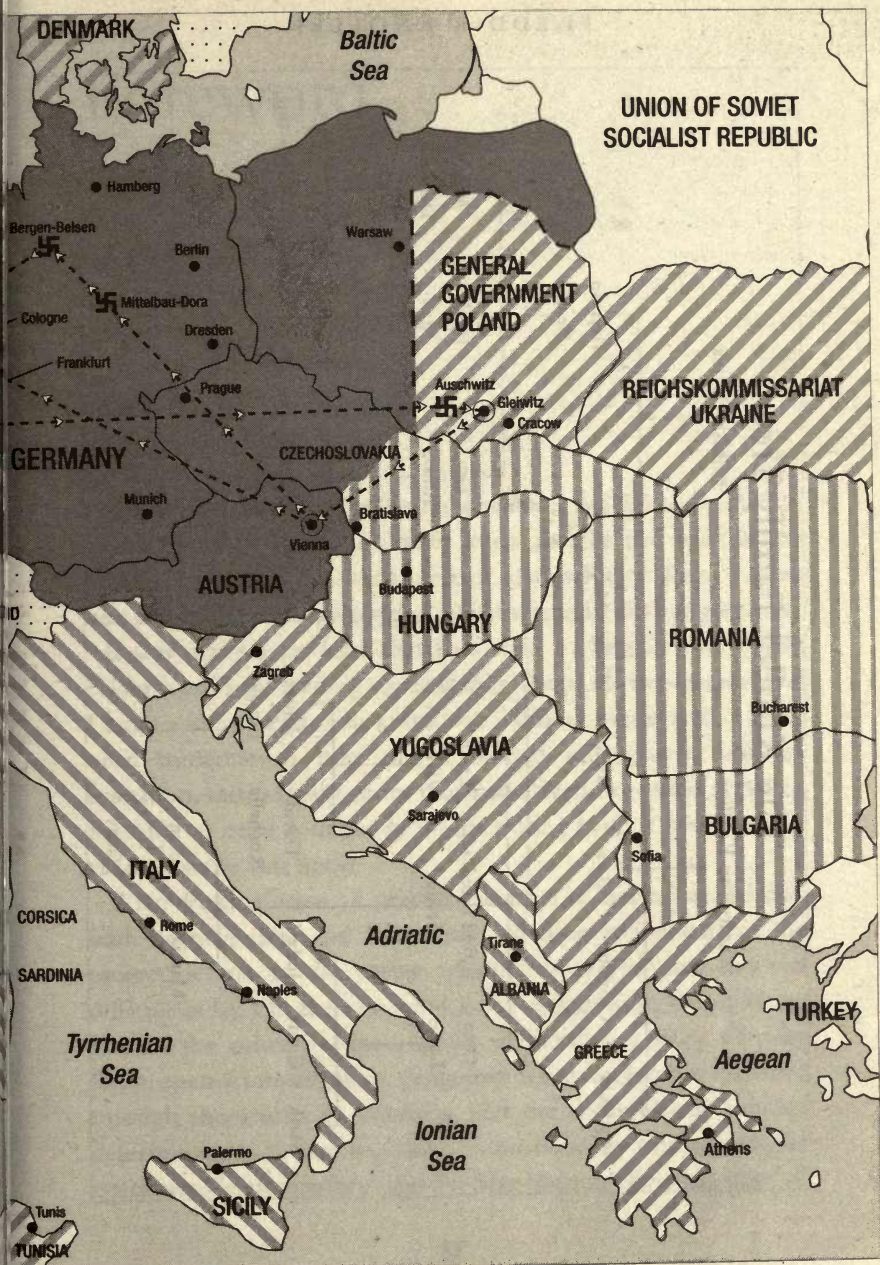 DENMARK
Baltic
Sea
UNION OF SOVIET
SOCIALIST REPUBLIC
Hamberg
Bergen-Belsen
Berlin
Warsaw
GENERAL
GOVERNMENT
POLAND
Mittalbau-Dora
Cologne
Dresden
Frankfurt
Prague
Auschwitz
Gleiwitz
Cracow
REICHSKOMMISSARIAT
UKRAINE
GERMANY
CZECHOSLOVAKIA
Munich
Bratislava
Vienna
AUSTRIA
Budapest
HUNGARY
ROMANIA
ID
Zagreb
Bucharest
YUGOSLAVIA
Sarajevo
BULGARIA
Sofia
ITALY
CORSICA
Rome
Adriatic
Tirane
SARDINIA
Naples
ALBANIA
TURKEY
Tyrrhenian
Sea
GREECE
Aegean
Ionian
Sea
Athens
Palermo
SICILY
Tunis
TUNISIA